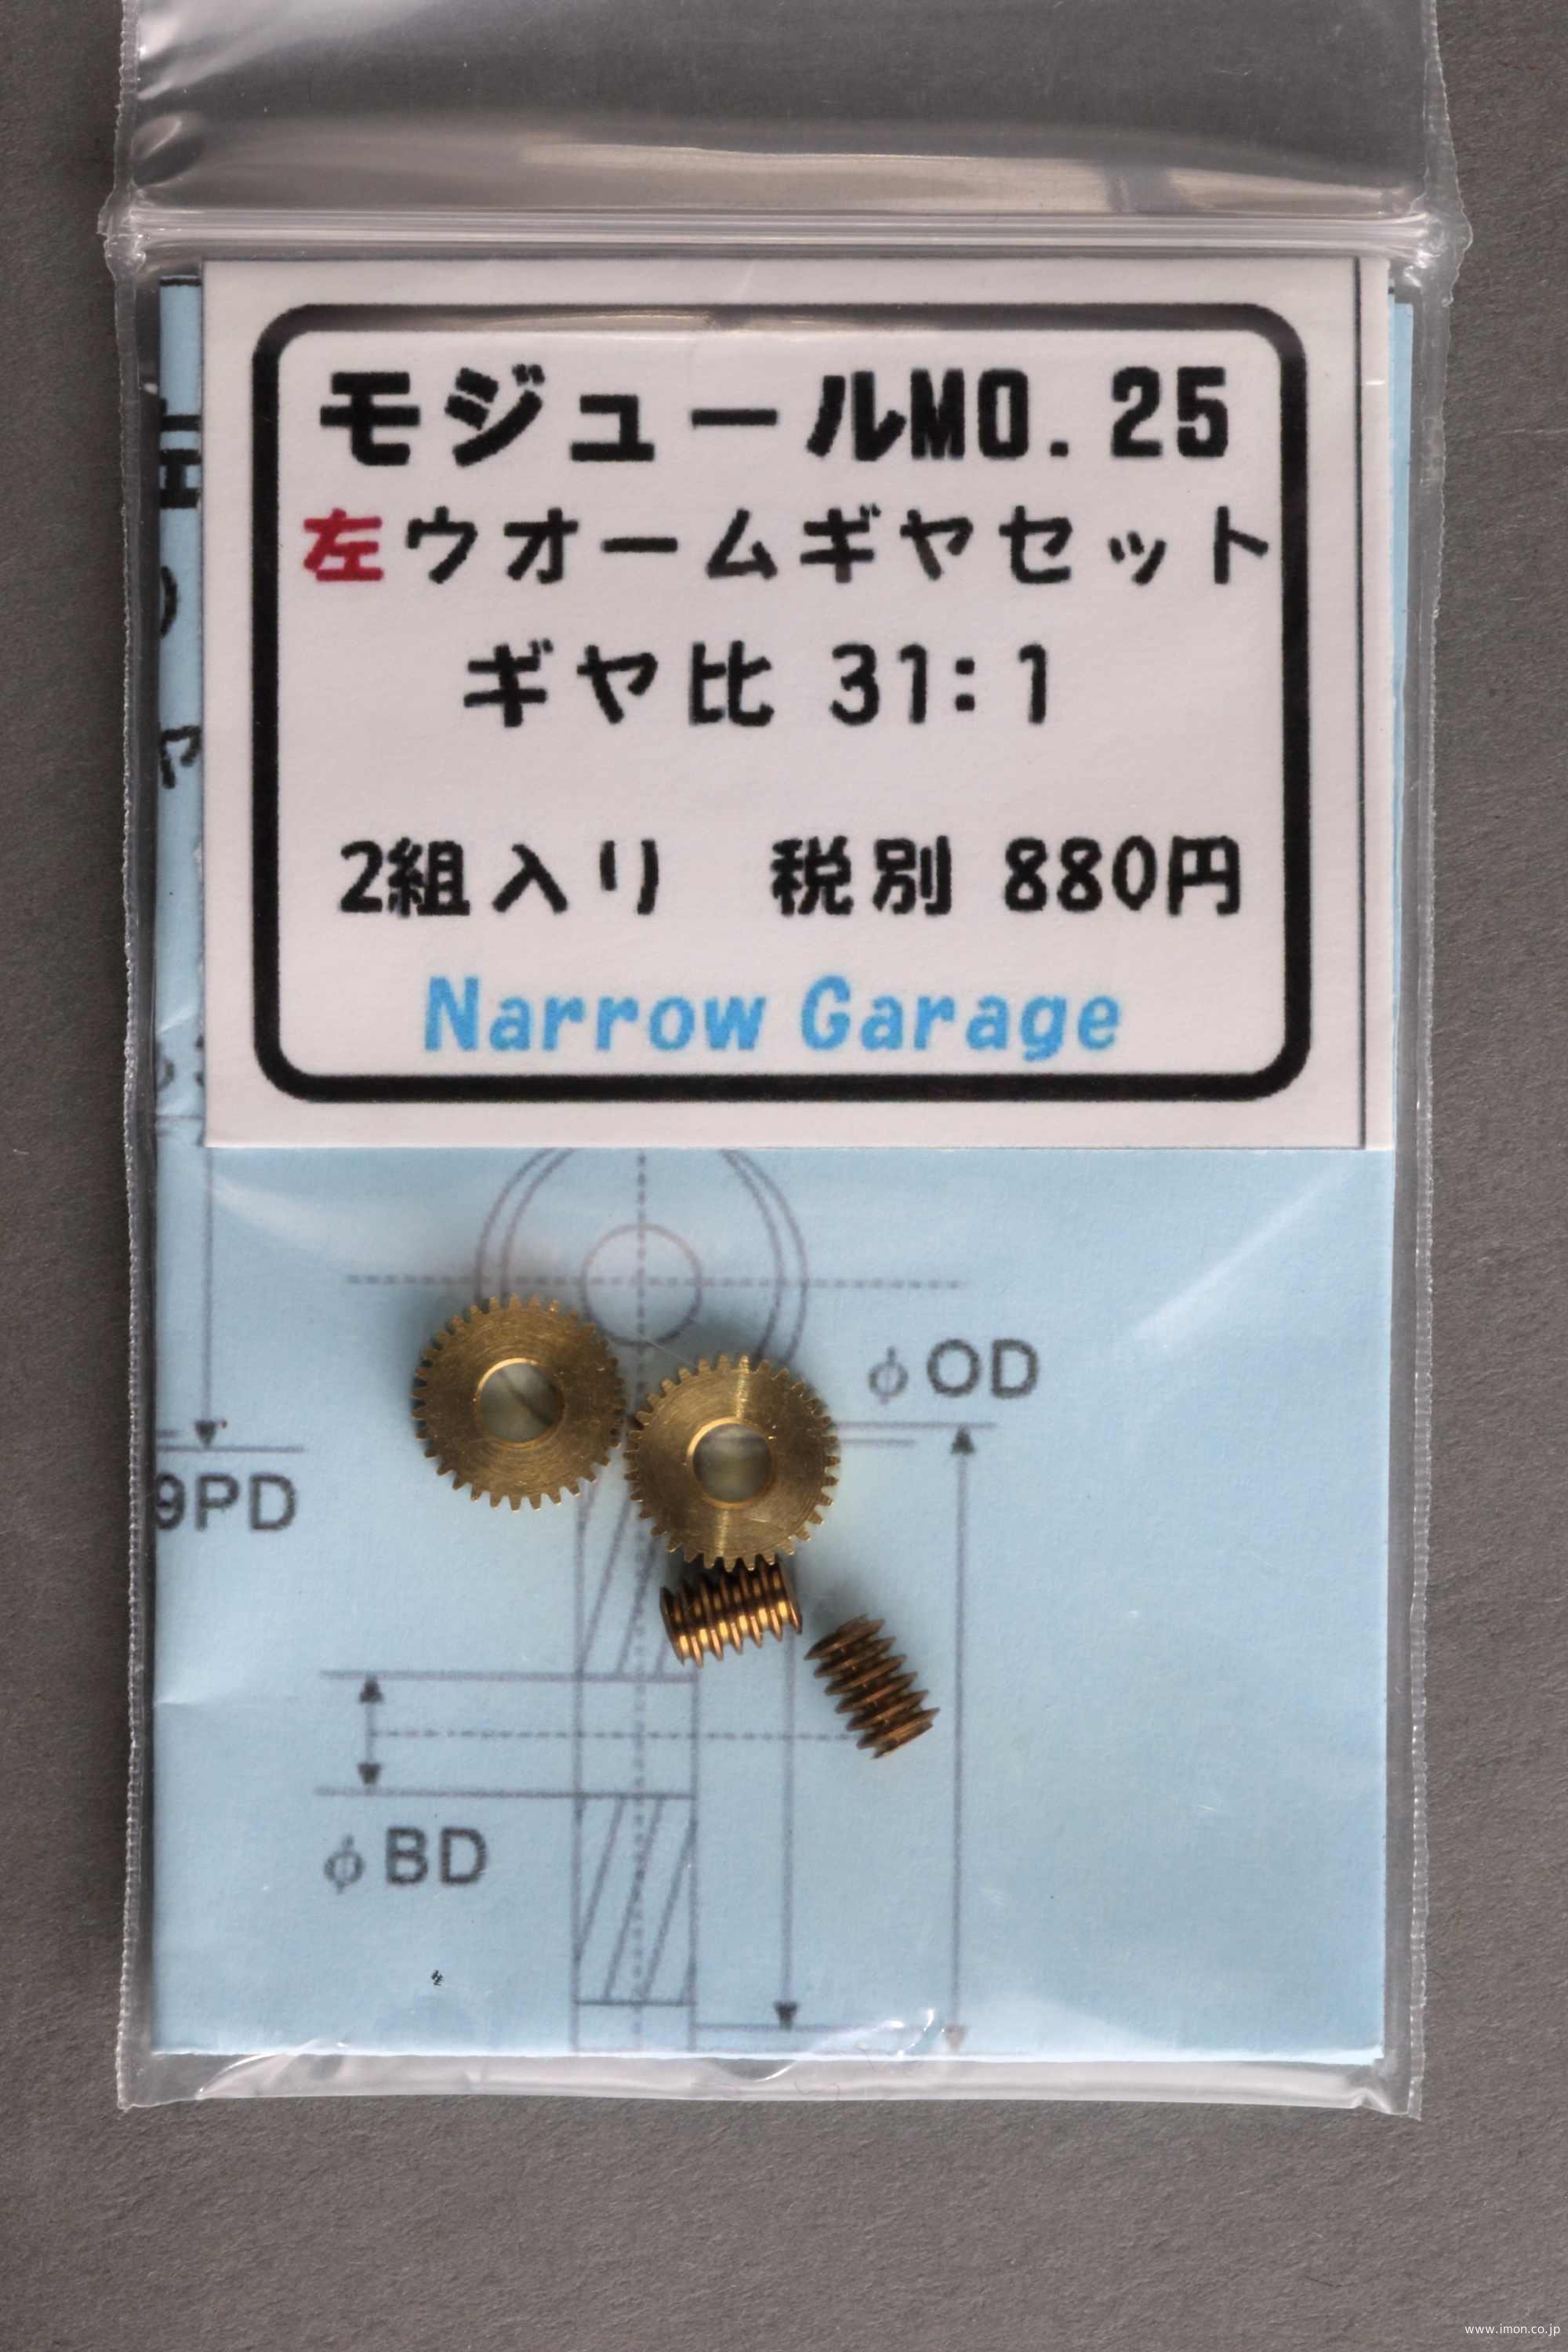 モジュールM0.25
左ウオームギヤセット
ギヤ比 31:1
2組入り 税別 880円
Narrow Garage
φOD
9PD
φBD
www.imon.co.jp